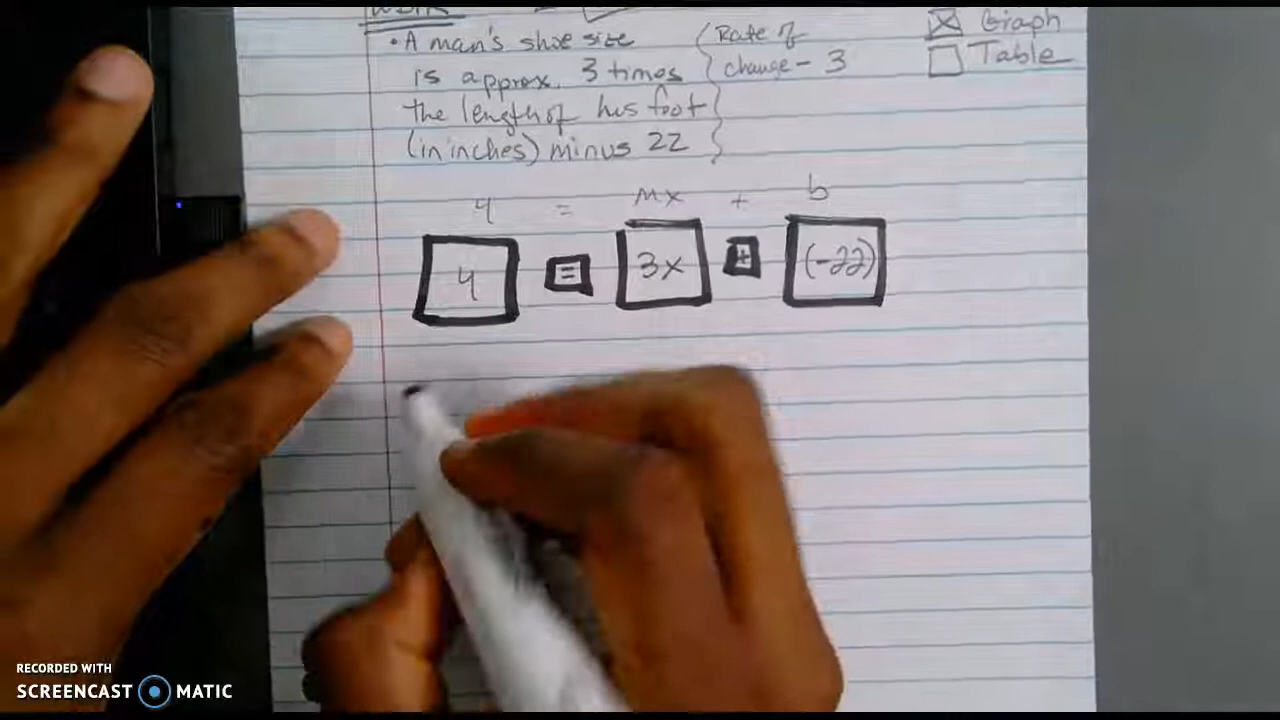 • A man's shoe size
is approx. 3 times
the length of his foot
(in inches) minus 22
Rate of
change - 3
☒ Graph
☐ Table
y = mx + b
y = 3x + (-22)
RECORDED WITH
SCREENCAST MATIC